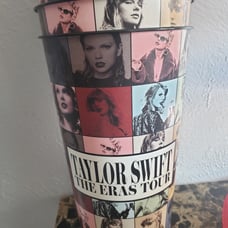 TAYLOR SWIFT
THE ERAS TOUR